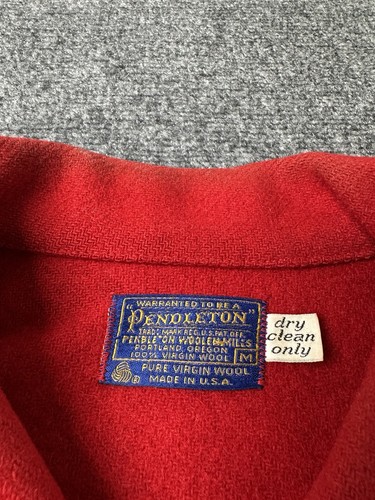 WARRANTED TO BE A
"PENDLETON"
TRADE MARK REG. U.S. PAT. OFF.
PENDLETON WOOLEN MILLS
PORTLAND, OREGON
100% VIRGIN WOOL M
PURE VIRGIN WOOL
MADE IN U.S.A.
dry
clean
only